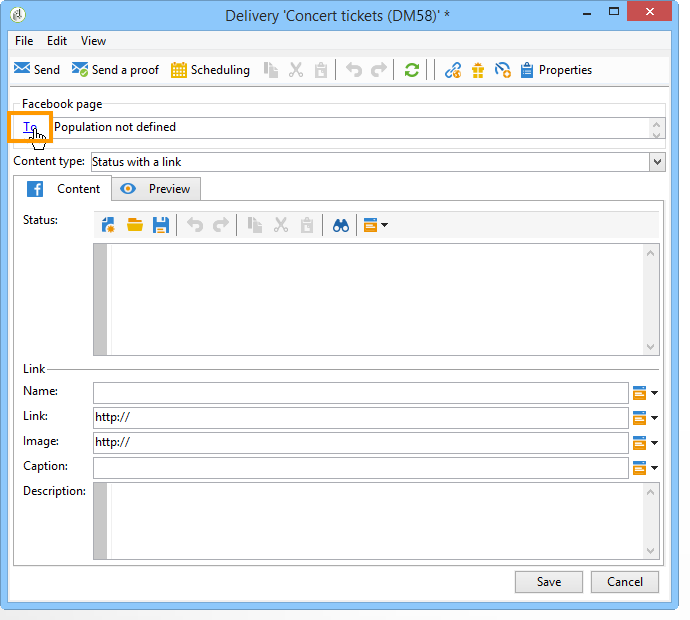 Delivery 'Concert tickets (DM58)' *
File Edit View
Send Send a proof Scheduling Properties
Facebook page
To Population not defined
Content type: Status with a link
Content Preview
Status:
Link
Name:
Link: http://
Image: http://
Caption:
Description:
Save Cancel